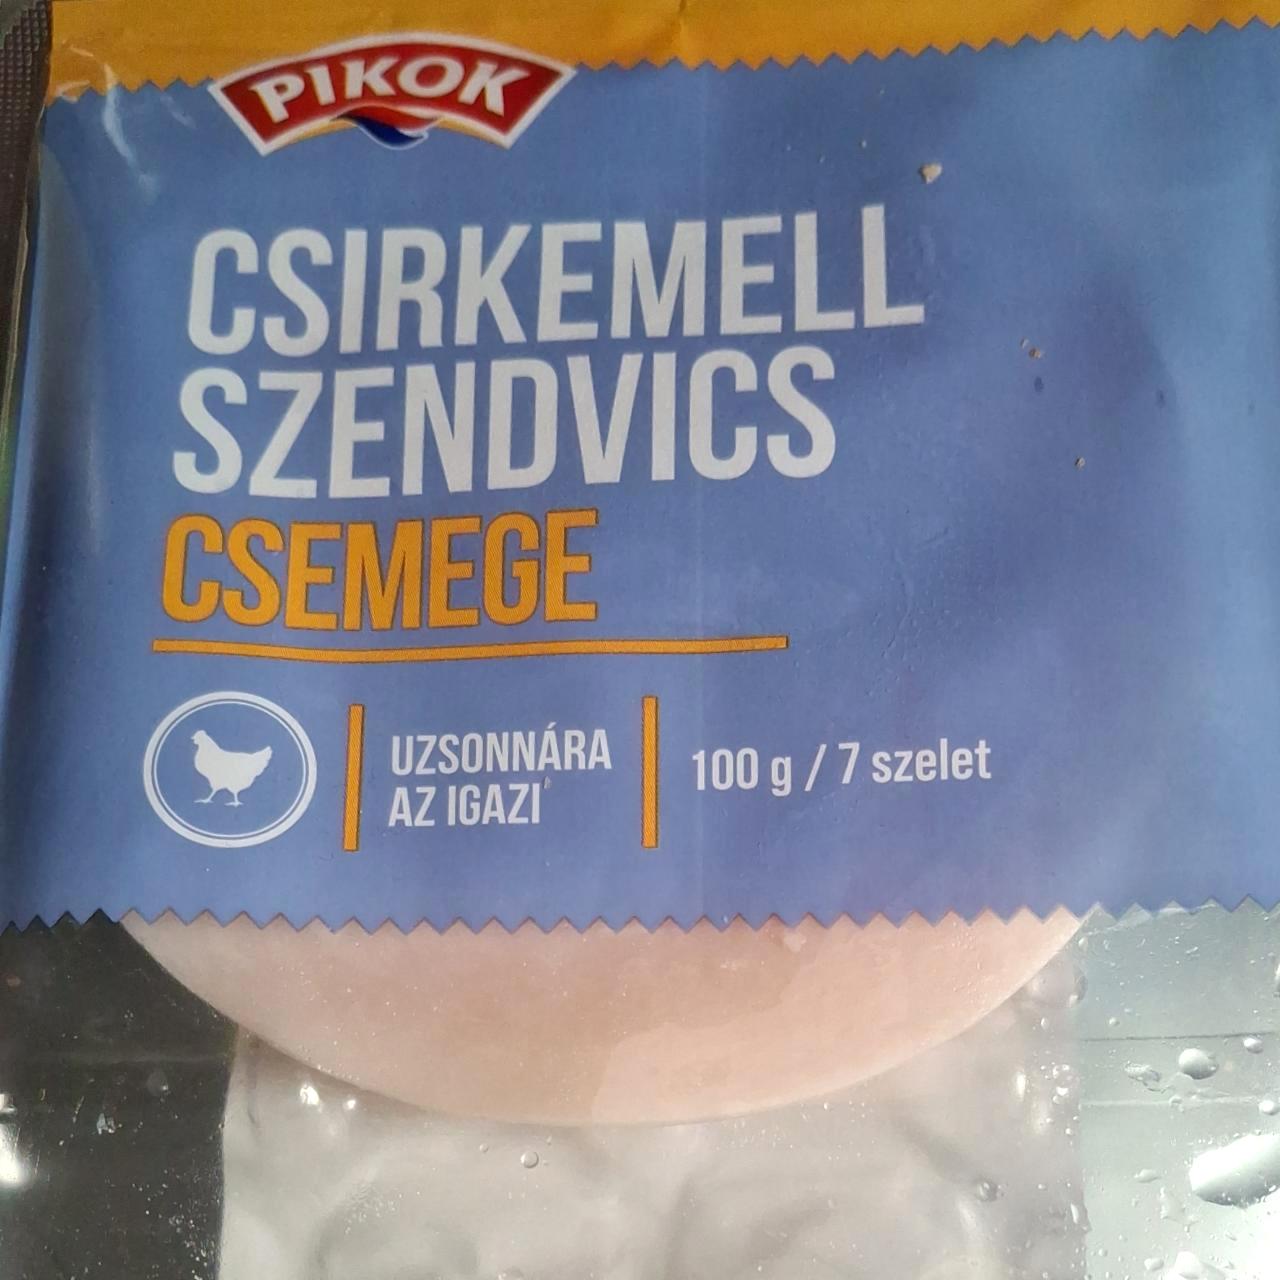 PIKOK
CSIRKEMELL
SZENDVICS
CSEMEGE
UZSONNÁRA
AZ IGAZI
100 g / 7 szelet